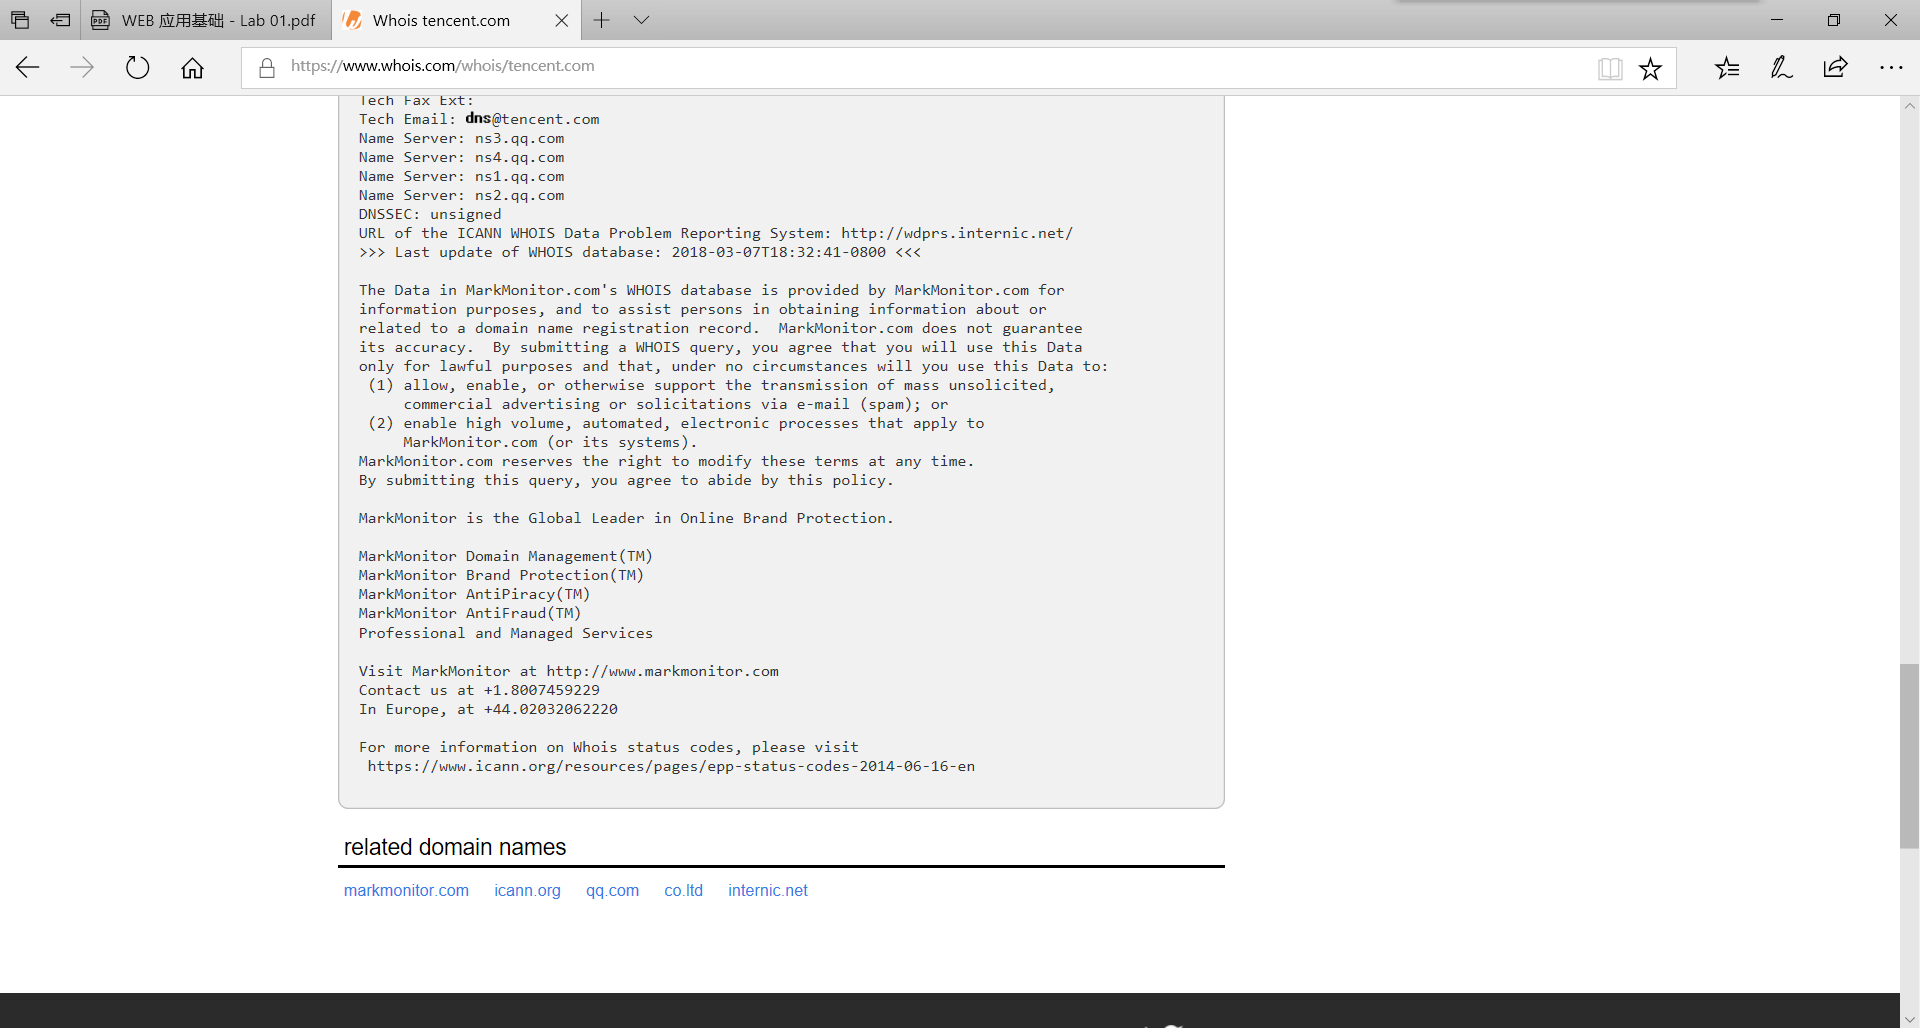 WEB 应用基础 - Lab 01.pdf
Whois tencent.com
https://www.whois.com/whois/tencent.com
Tech Fax Ext:
Tech Email: dns@tencent.com
Name Server: ns3.qq.com
Name Server: ns4.qq.com
Name Server: ns1.qq.com
Name Server: ns2.qq.com
DNSSEC: unsigned
URL of the ICANN WHOIS Data Problem Reporting System: http://wdprs.internic.net/
>>> Last update of WHOIS database: 2018-03-07T18:32:41-0800 <<<
The Data in MarkMonitor.com's WHOIS database is provided by MarkMonitor.com for
information purposes, and to assist persons in obtaining information about or
related to a domain name registration record.  MarkMonitor.com does not guarantee
its accuracy.  By submitting a WHOIS query, you agree that you will use this Data
only for lawful purposes and that, under no circumstances will you use this Data to:
(1) allow, enable, or otherwise support the transmission of mass unsolicited,
commercial advertising or solicitations via e-mail (spam); or
(2) enable high volume, automated, electronic processes that apply to
MarkMonitor.com (or its systems).
MarkMonitor.com reserves the right to modify these terms at any time.
By submitting this query, you agree to abide by this policy.
MarkMonitor is the Global Leader in Online Brand Protection.
MarkMonitor Domain Management(TM)
MarkMonitor Brand Protection(TM)
MarkMonitor AntiPiracy(TM)
MarkMonitor AntiFraud(TM)
Professional and Managed Services
Visit MarkMonitor at http://www.markmonitor.com
Contact us at +1.8007459229
In Europe, at +44.02032062220
For more information on Whois status codes, please visit
https://www.icann.org/resources/pages/epp-status-codes-2014-06-16-en
related domain names
markmonitor.com icann.org qq.com co.ltd internic.net